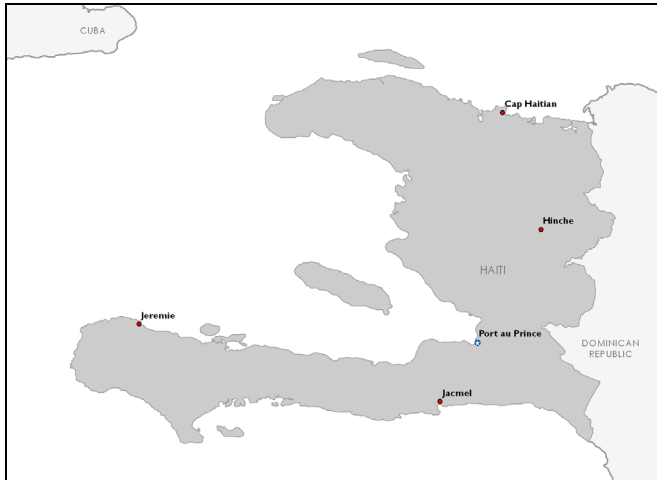 CUBA
Cap Haitian
Hinche
HAITI
Jeremie
Port au Prince
DOMINICAN
REPUBLIC
Jacmel